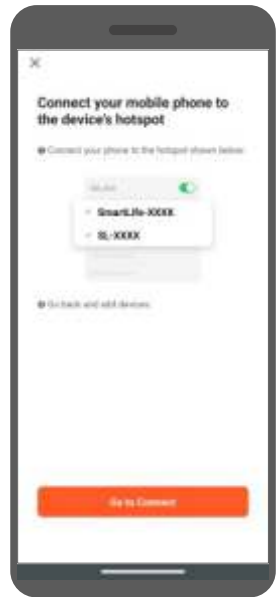 Connect your mobile phone to
the device's hotspot
Connect your phone to the hotspot shown below
WLAN
SmartLife-XXXX
SL-XXXX
Go back and add devices
Go to Connect